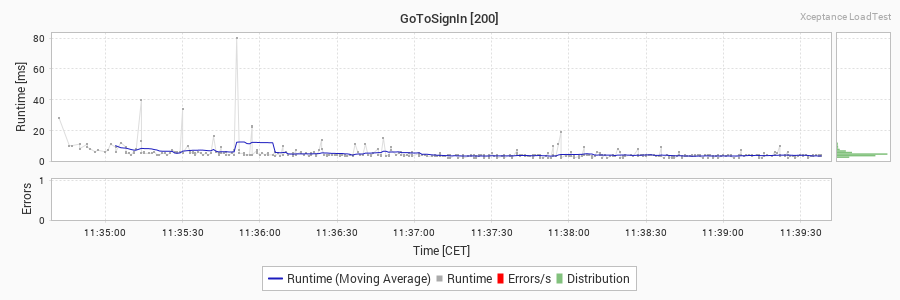 GoToSignIn [200]
Xceptance LoadTest
Runtime [ms]
80
60
40
20
0
Errors
1
0
11:35:00 11:35:30 11:36:00 11:36:30 11:37:00 11:37:30 11:38:00 11:38:30 11:39:00 11:39:30
Time [CET]
Runtime (Moving Average) Runtime Errors/s Distribution